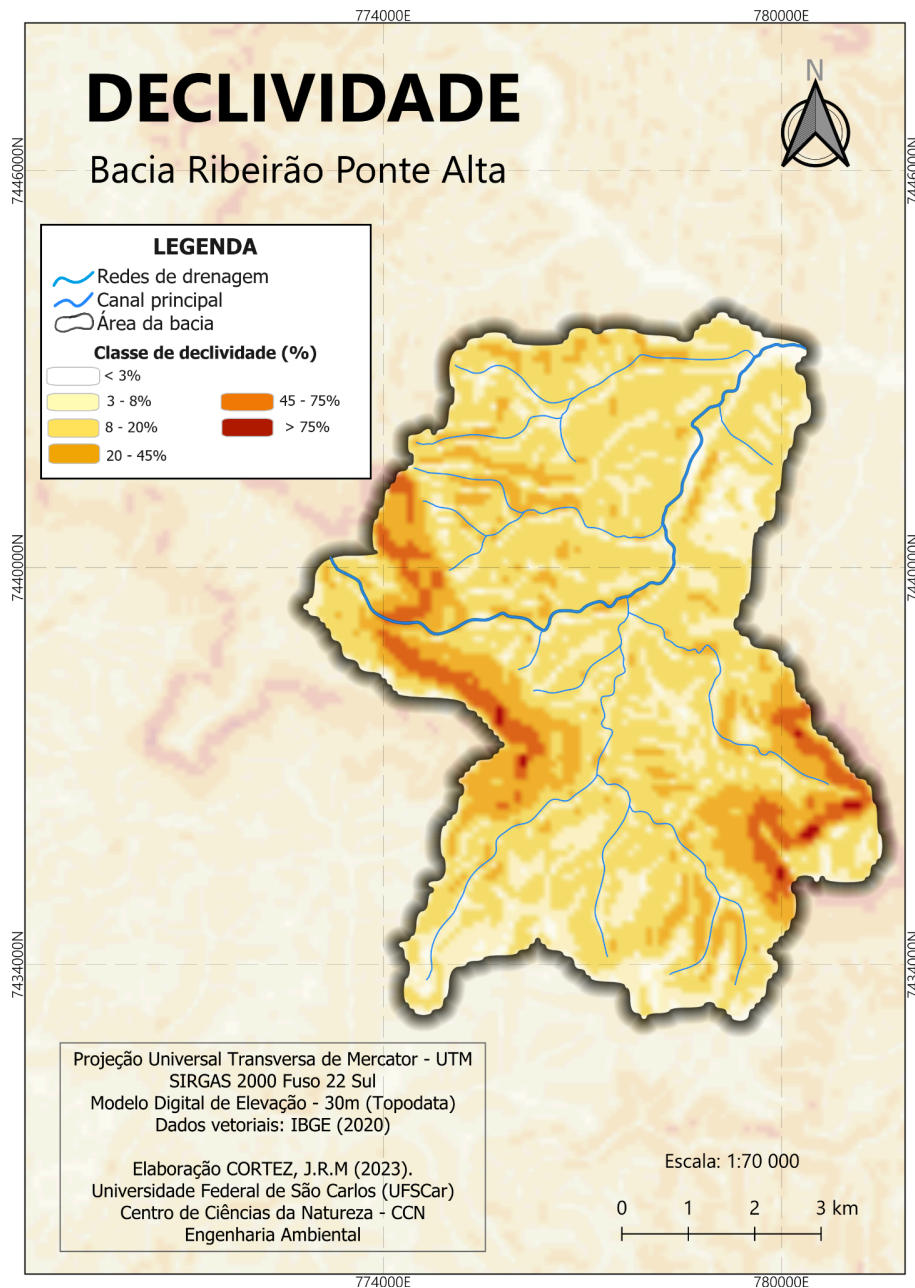 774000E
780000E
DECLIVIDADE
Bacia Ribeirão Ponte Alta
N
7446000N
7446000N
LEGENDA
Redes de drenagem
Canal principal
Área da bacia
Classe de declividade (%)
< 3%
3 - 8%
45 - 75%
8 - 20%
> 75%
20 - 45%
7440000N
7440000N
7434000N
7434000N
Projeção Universal Transversa de Mercator - UTM
SIRGAS 2000 Fuso 22 Sul
Modelo Digital de Elevação - 30m (Topodata)
Dados vetoriais: IBGE (2020)
Elaboração CORTEZ, J.R.M (2023).
Universidade Federal de São Carlos (UFSCar)
Centro de Ciências da Natureza - CCN
Engenharia Ambiental
Escala: 1:70 000
0 1 2 3 km
774000E
780000E